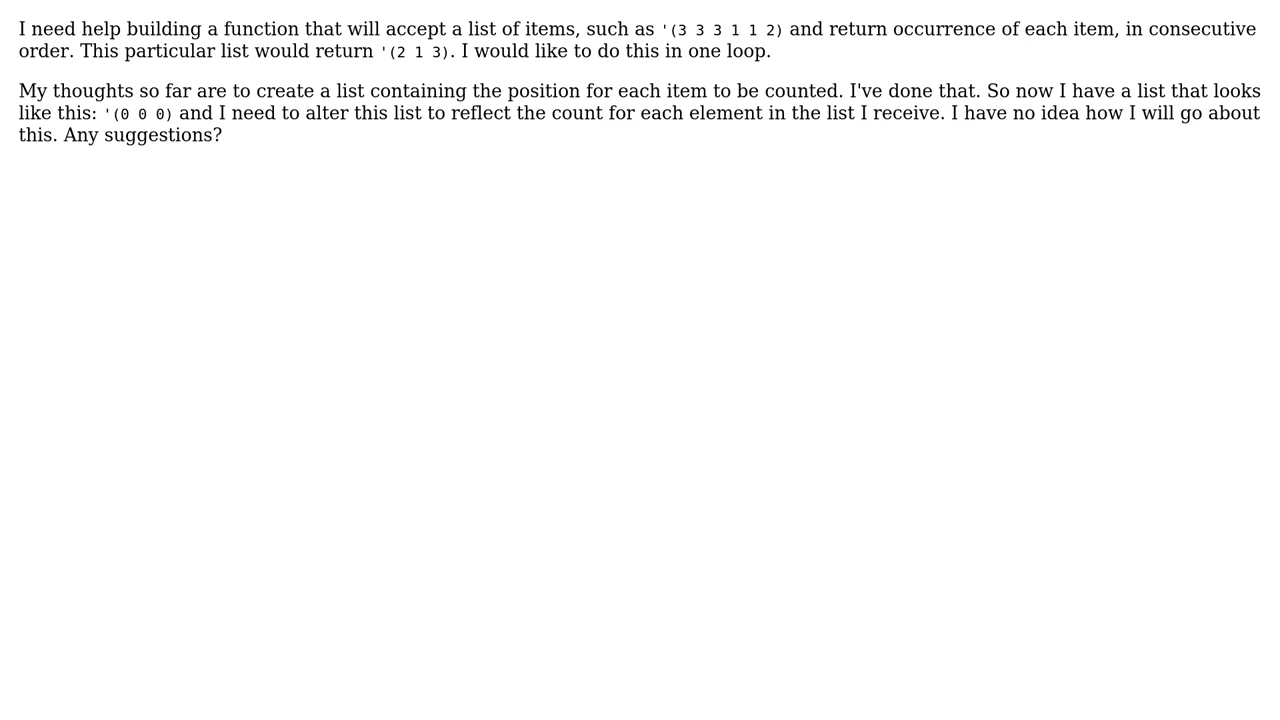 I need help building a function that will accept a list of items, such as '(3 3 3 1 1 2) and return occurrence of each item, in consecutive
order. This particular list would return '(2 1 3). I would like to do this in one loop.
My thoughts so far are to create a list containing the position for each item to be counted. I've done that. So now I have a list that looks
like this: '(0 0 0) and I need to alter this list to reflect the count for each element in the list I receive. I have no idea how I will go about
this. Any suggestions?